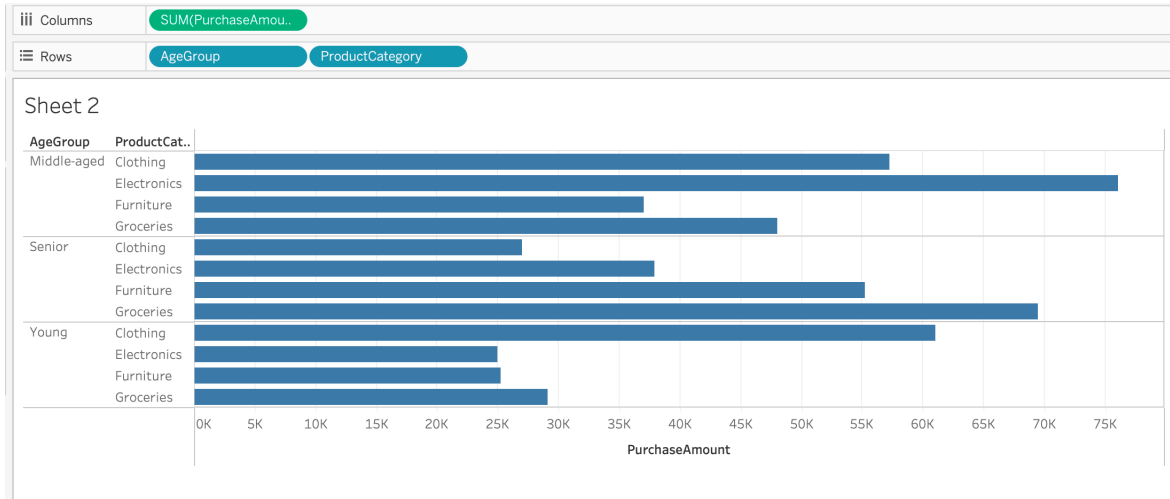 Columns SUM(PurchaseAmou..
Rows AgeGroup ProductCategory
Sheet 2
AgeGroup ProductCat..
Middle-aged Clothing
Electronics
Furniture
Groceries
Senior Clothing
Electronics
Furniture
Groceries
Young Clothing
Electronics
Furniture
Groceries
0K 5K 10K 15K 20K 25K 30K 35K 40K 45K 50K 55K 60K 65K 70K 75K
PurchaseAmount